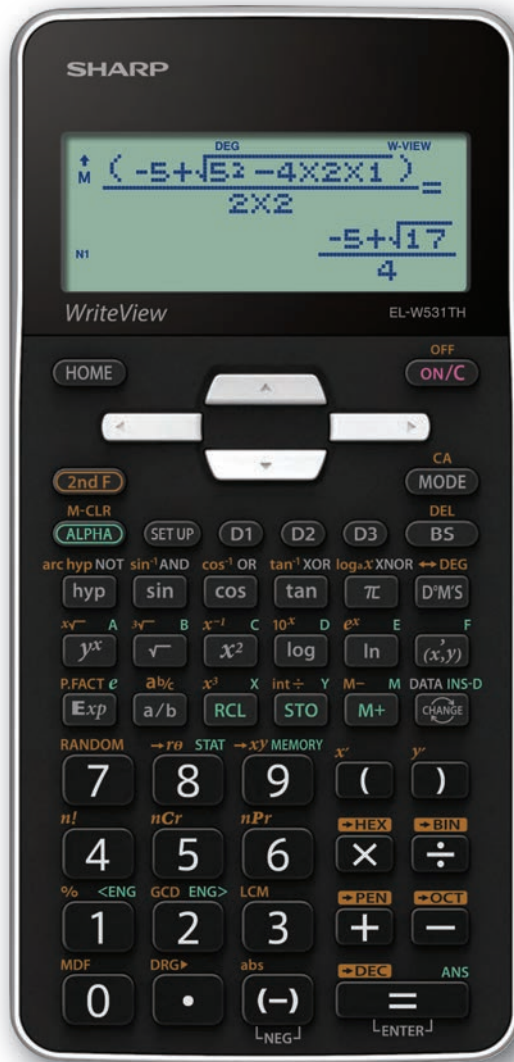 SHARP
DEG W-VIEW
M (-5+√5²-4×2×1)=
2×2
N1 -5+√17
4
WriteView EL-W531TH
OFF
HOME ON/C
CA
2nd F MODE
M-CLR DEL
ALPHA SET UP D1 D2 D3 BS
arc hyp NOT sin⁻¹ AND cos⁻¹ OR tan⁻¹ XOR logₐx XNOR ↔DEG
hyp sin cos tan π D°M'S
ˣ√ A ³√ B x⁻¹ C 10ˣ D eˣ E F
yˣ √ x² log ln (x,y)
P.FACT e ab/c x³ X int÷ Y M− M DATA INS-D
Exp a/b RCL STO M+ CHANGE
RANDOM →rθ STAT →xy MEMORY x' y'
7 8 9 ( )
n! nCr nPr →HEX →BIN
4 5 6 × ÷
% <ENG GCD ENG> LCM →PEN →OCT
1 2 3 + −
MDF DRG▸ abs →DEC ANS
0 • (−) =
NEG ENTER